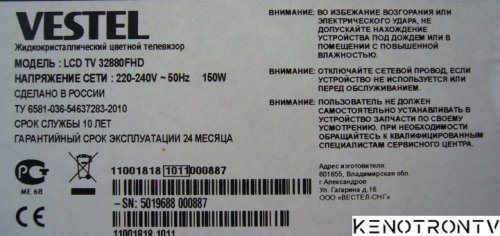 VESTEL
Жидкокристаллический цветной телевизор
МОДЕЛЬ : LCD TV 32880FHD
НАПРЯЖЕНИЕ СЕТИ : 220-240V ~ 50Hz 150W
СДЕЛАНО В РОССИИ
ТУ 6581-036-54637283-2010
СРОК СЛУЖБЫ 10 ЛЕТ
ГАРАНТИЙНЫЙ СРОК ЭКСПЛУАТАЦИИ 24 МЕСЯЦА
ВНИМАНИЕ: ВО ИЗБЕЖАНИЕ ВОЗГОРАНИЯ ИЛИ
ЭЛЕКТРИЧЕСКОГО УДАРА, НЕ
ДОПУСКАЙТЕ НАХОЖДЕНИЕ
УСТРОЙСТВА ПОД ДОЖДЕМ ИЛИ В
ПОМЕЩЕНИИ С ПОВЫШЕННОЙ
ВЛАЖНОСТЬЮ.
ВНИМАНИЕ: ОТКЛЮЧАЙТЕ СЕТЕВОЙ ПРОВОД, ЕСЛИ
УСТРОЙСТВО НЕ ИСПОЛЬЗУЕТСЯ ИЛИ
ПЕРЕД ОБСЛУЖИВАНИЕМ.
ВНИМАНИЕ: ПОЛЬЗОВАТЕЛЬ НЕ ДОЛЖЕН
САМОСТОЯТЕЛЬНО УСТАНАВЛИВАТЬ В
УСТРОЙСТВО ЗАПЧАСТИ ПО СВОЕМУ
УСМОТРЕНИЮ. ПРИ НЕОБХОДИМОСТИ
ОБРАЩАЙТЕСЬ К КВАЛИФИЦИРОВАННЫМ
СПЕЦИАЛИСТАМ СЕРВИСНОГО ЦЕНТРА.
ME 68
11001818 1011 000887
SN: 5019688 000887
11001818 1011
Адрес изготовителя:
601655, Владимирская обл.
г.Александров
Ул. Гагарина д.16
ООО «ВЕСТЕЛ-СНГ»
KENOTRONTV